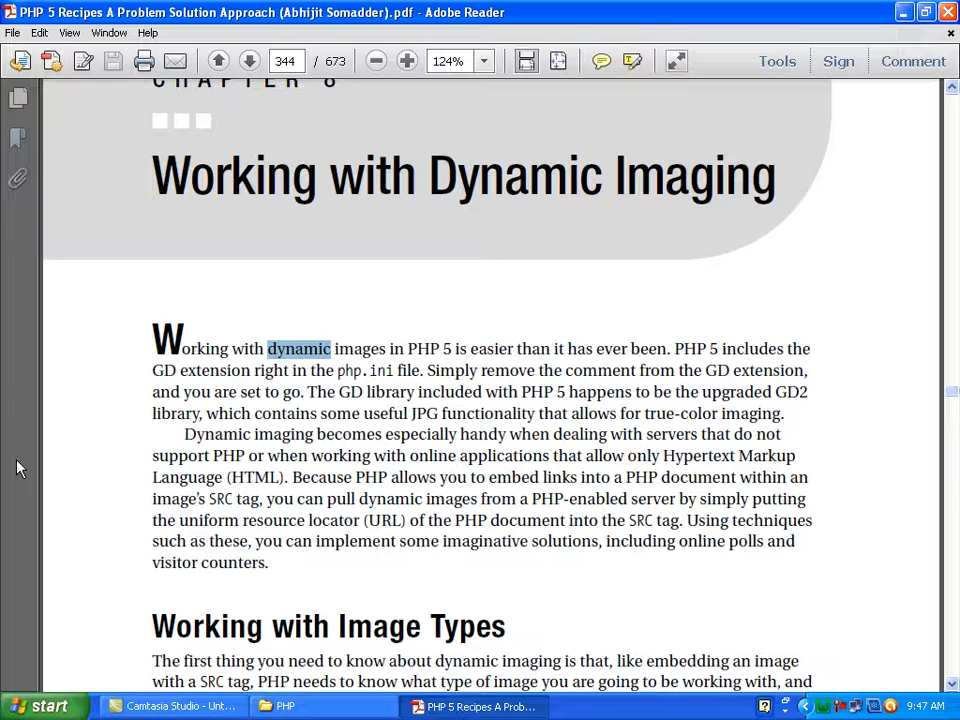 PHP 5 Recipes A Problem Solution Approach (Abhijit Somadder).pdf - Adobe Reader
File Edit View Window Help
344 / 673 124% Tools Sign Comment
CHAPTER 8
Working with Dynamic Imaging
Working with dynamic images in PHP 5 is easier than it has ever been. PHP 5 includes the
GD extension right in the php.ini file. Simply remove the comment from the GD extension,
and you are set to go. The GD library included with PHP 5 happens to be the upgraded GD2
library, which contains some useful JPG functionality that allows for true-color imaging.
Dynamic imaging becomes especially handy when dealing with servers that do not
support PHP or when working with online applications that allow only Hypertext Markup
Language (HTML). Because PHP allows you to embed links into a PHP document within an
image's SRC tag, you can pull dynamic images from a PHP-enabled server by simply putting
the uniform resource locator (URL) of the PHP document into the SRC tag. Using techniques
such as these, you can implement some imaginative solutions, including online polls and
visitor counters.
Working with Image Types
The first thing you need to know about dynamic imaging is that, like embedding an image
with a SRC tag, PHP needs to know what type of image you are going to be working with, and
start Camtasia Studio - Unt... PHP PHP 5 Recipes A Prob... 9:47 AM